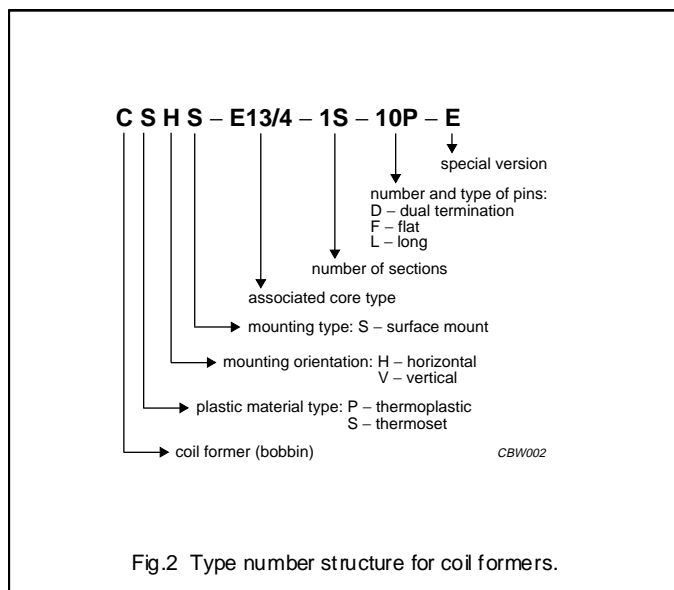 C S H S – E13/4 – 1S – 10P – E
special version
number and type of pins:
D – dual termination
F – flat
L – long
number of sections
associated core type
mounting type: S – surface mount
mounting orientation: H – horizontal
V – vertical
plastic material type: P – thermoplastic
S – thermoset
coil former (bobbin)
CBW002
Fig.2 Type number structure for coil formers.